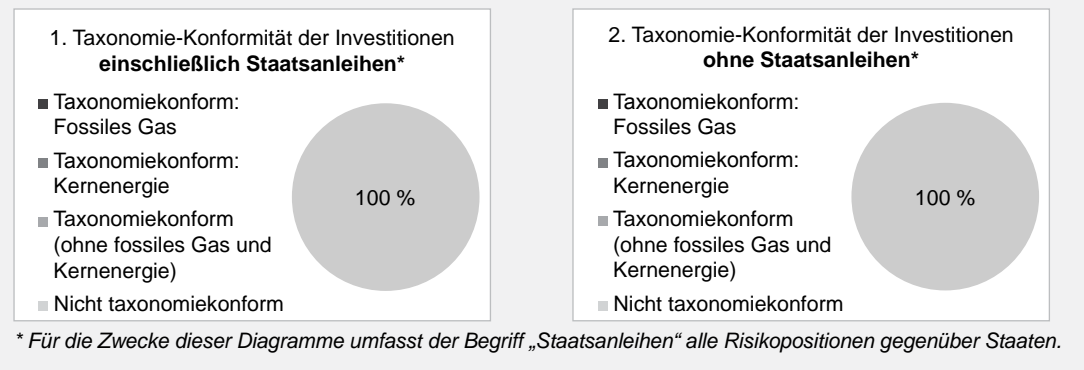 1. Taxonomie-Konformität der Investitionen
einschließlich Staatsanleihen*
Taxonomiekonform:
Fossiles Gas
Taxonomiekonform:
Kernenergie
Taxonomiekonform
(ohne fossiles Gas und
Kernenergie)
Nicht taxonomiekonform
100 %
2. Taxonomie-Konformität der Investitionen
ohne Staatsanleihen*
Taxonomiekonform:
Fossiles Gas
Taxonomiekonform:
Kernenergie
Taxonomiekonform
(ohne fossiles Gas und
Kernenergie)
Nicht taxonomiekonform
100 %
* Für die Zwecke dieser Diagramme umfasst der Begriff „Staatsanleihen“ alle Risikopositionen gegenüber Staaten.